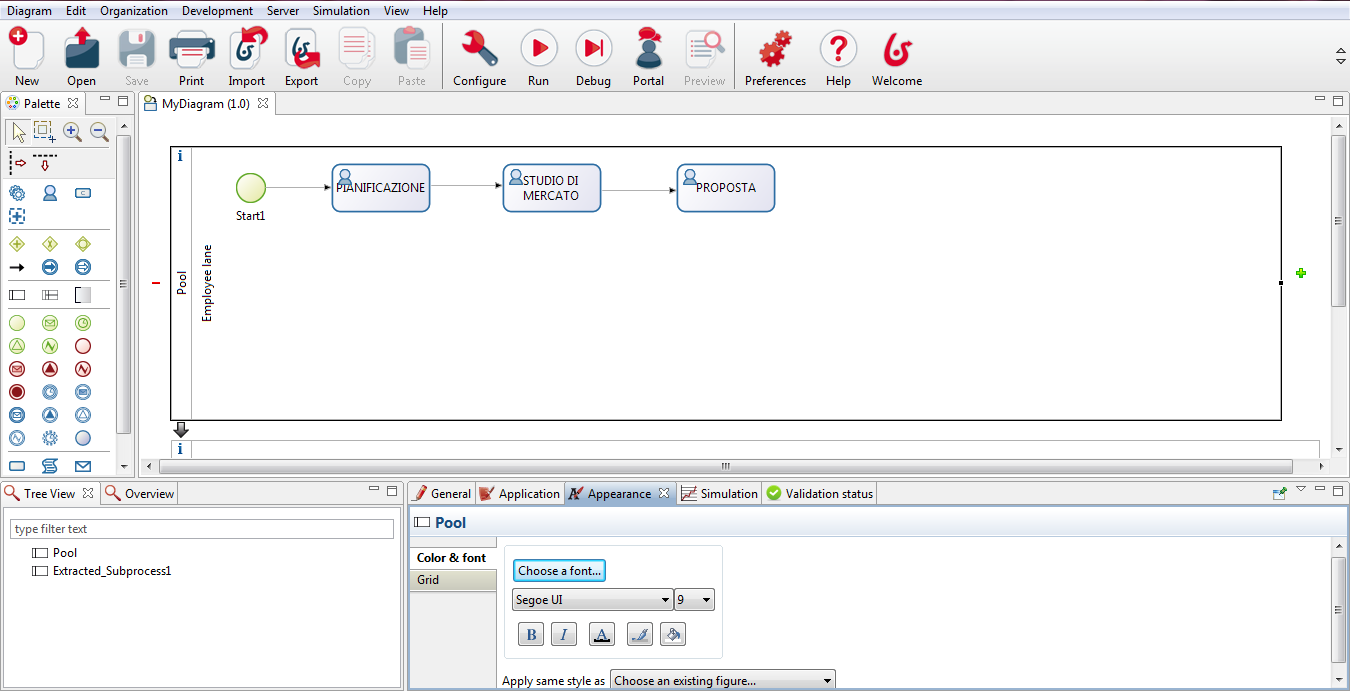 Diagram Edit Organization Development Server Simulation View Help
New Open Save Print Import Export Copy Paste Configure Run Debug Portal Preview Preferences Help Welcome
Palette
MyDiagram (1.0)
i
Pool
Employee lane
Start1
PIANIFICAZIONE
STUDIO DI
MERCATO
PROPOSTA
i
Tree View Overview
type filter text
Pool
Extracted_Subprocess1
General Application Appearance Simulation Validation status
Pool
Color & font
Grid
Choose a font...
Segoe UI 9
B I A
Apply same style as Choose an existing figure...